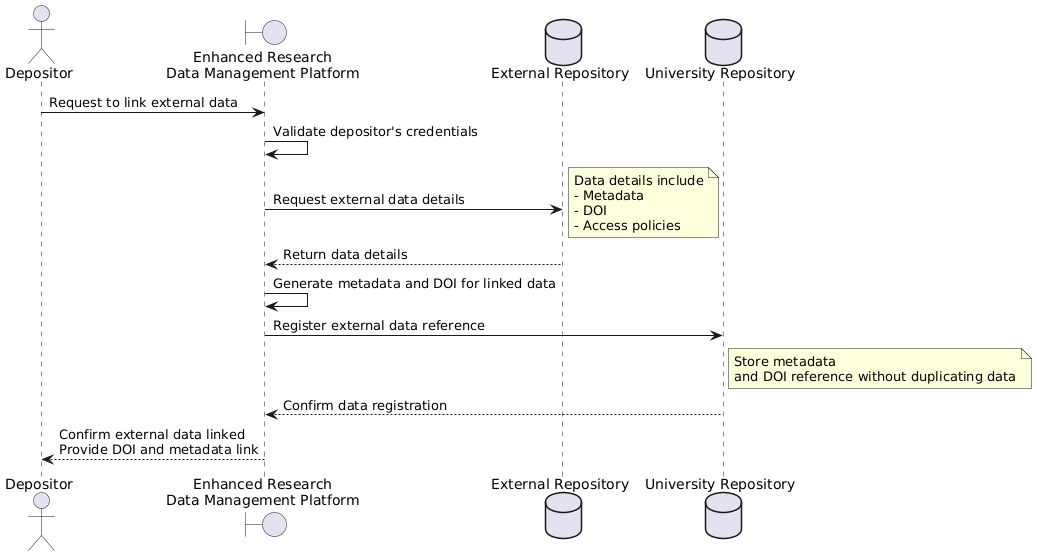 Depositor
Enhanced Research
Data Management Platform
External Repository
University Repository
Request to link external data
Validate depositor's credentials
Request external data details
Data details include
- Metadata
- DOI
- Access policies
Return data details
Generate metadata and DOI for linked data
Register external data reference
Store metadata
and DOI reference without duplicating data
Confirm data registration
Confirm external data linked
Provide DOI and metadata link
Depositor
Enhanced Research
Data Management Platform
External Repository
University Repository